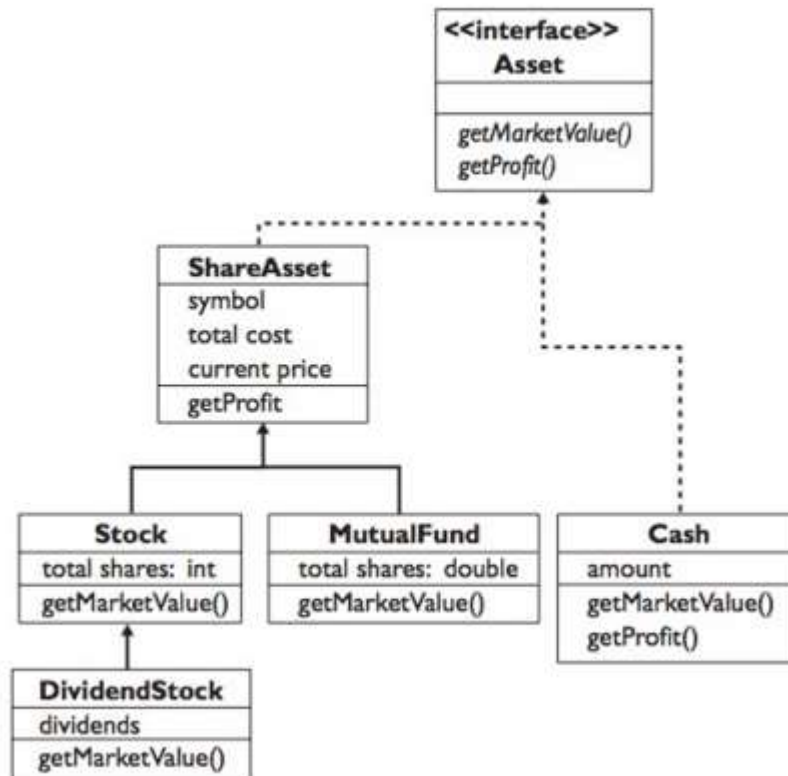 <<interface>>
Asset
getMarketValue()
getProfit()
ShareAsset
symbol
total cost
current price
getProfit
Stock
total shares: int
getMarketValue()
MutualFund
total shares: double
getMarketValue()
Cash
amount
getMarketValue()
getProfit()
DividendStock
dividends
getMarketValue()